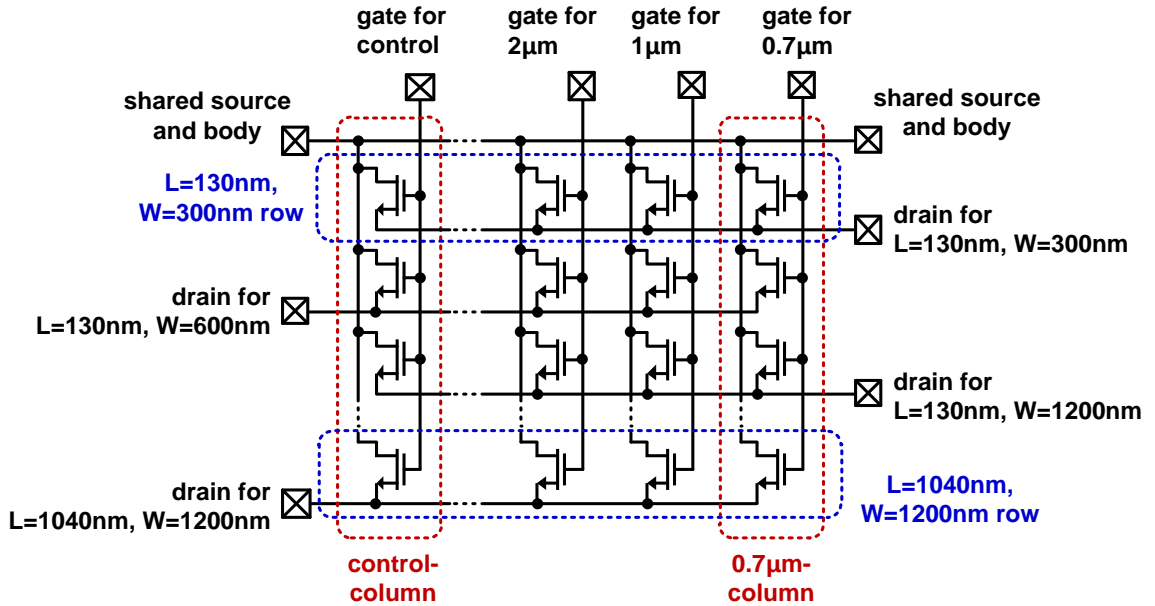 gate for
control
gate for
2µm
gate for
1µm
gate for
0.7µm
shared source
and body
shared source
and body
L=130nm,
W=300nm row
drain for
L=130nm, W=300nm
drain for
L=130nm, W=600nm
drain for
L=130nm, W=1200nm
drain for
L=1040nm, W=1200nm
L=1040nm,
W=1200nm row
control-
column
0.7µm-
column